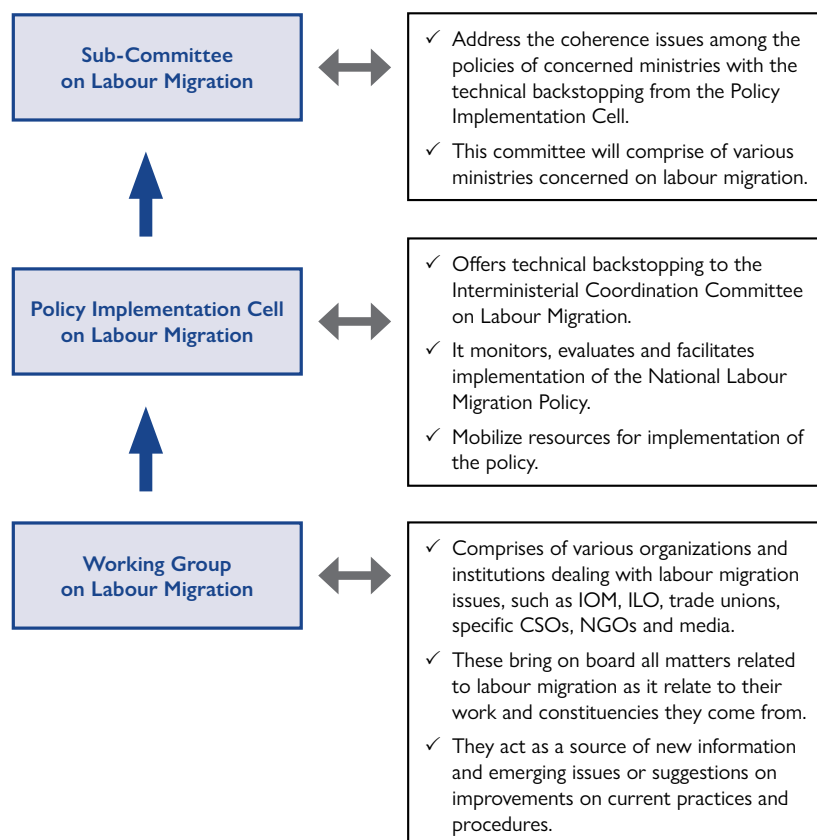 Sub-Committee
on Labour Migration
✓ Address the coherence issues among the
policies of concerned ministries with the
technical backstopping from the Policy
Implementation Cell.
✓ This committee will comprise of various
ministries concerned on labour migration.
Policy Implementation Cell
on Labour Migration
✓ Offers technical backstopping to the
Interministerial Coordination Committee
on Labour Migration.
✓ It monitors, evaluates and facilitates
implementation of the National Labour
Migration Policy.
✓ Mobilize resources for implementation of
the policy.
Working Group
on Labour Migration
✓ Comprises of various organizations and
institutions dealing with labour migration
issues, such as IOM, ILO, trade unions,
specific CSOs, NGOs and media.
✓ These bring on board all matters related
to labour migration as it relate to their
work and constituencies they come from.
✓ They act as a source of new information
and emerging issues or suggestions on
improvements on current practices and
procedures.